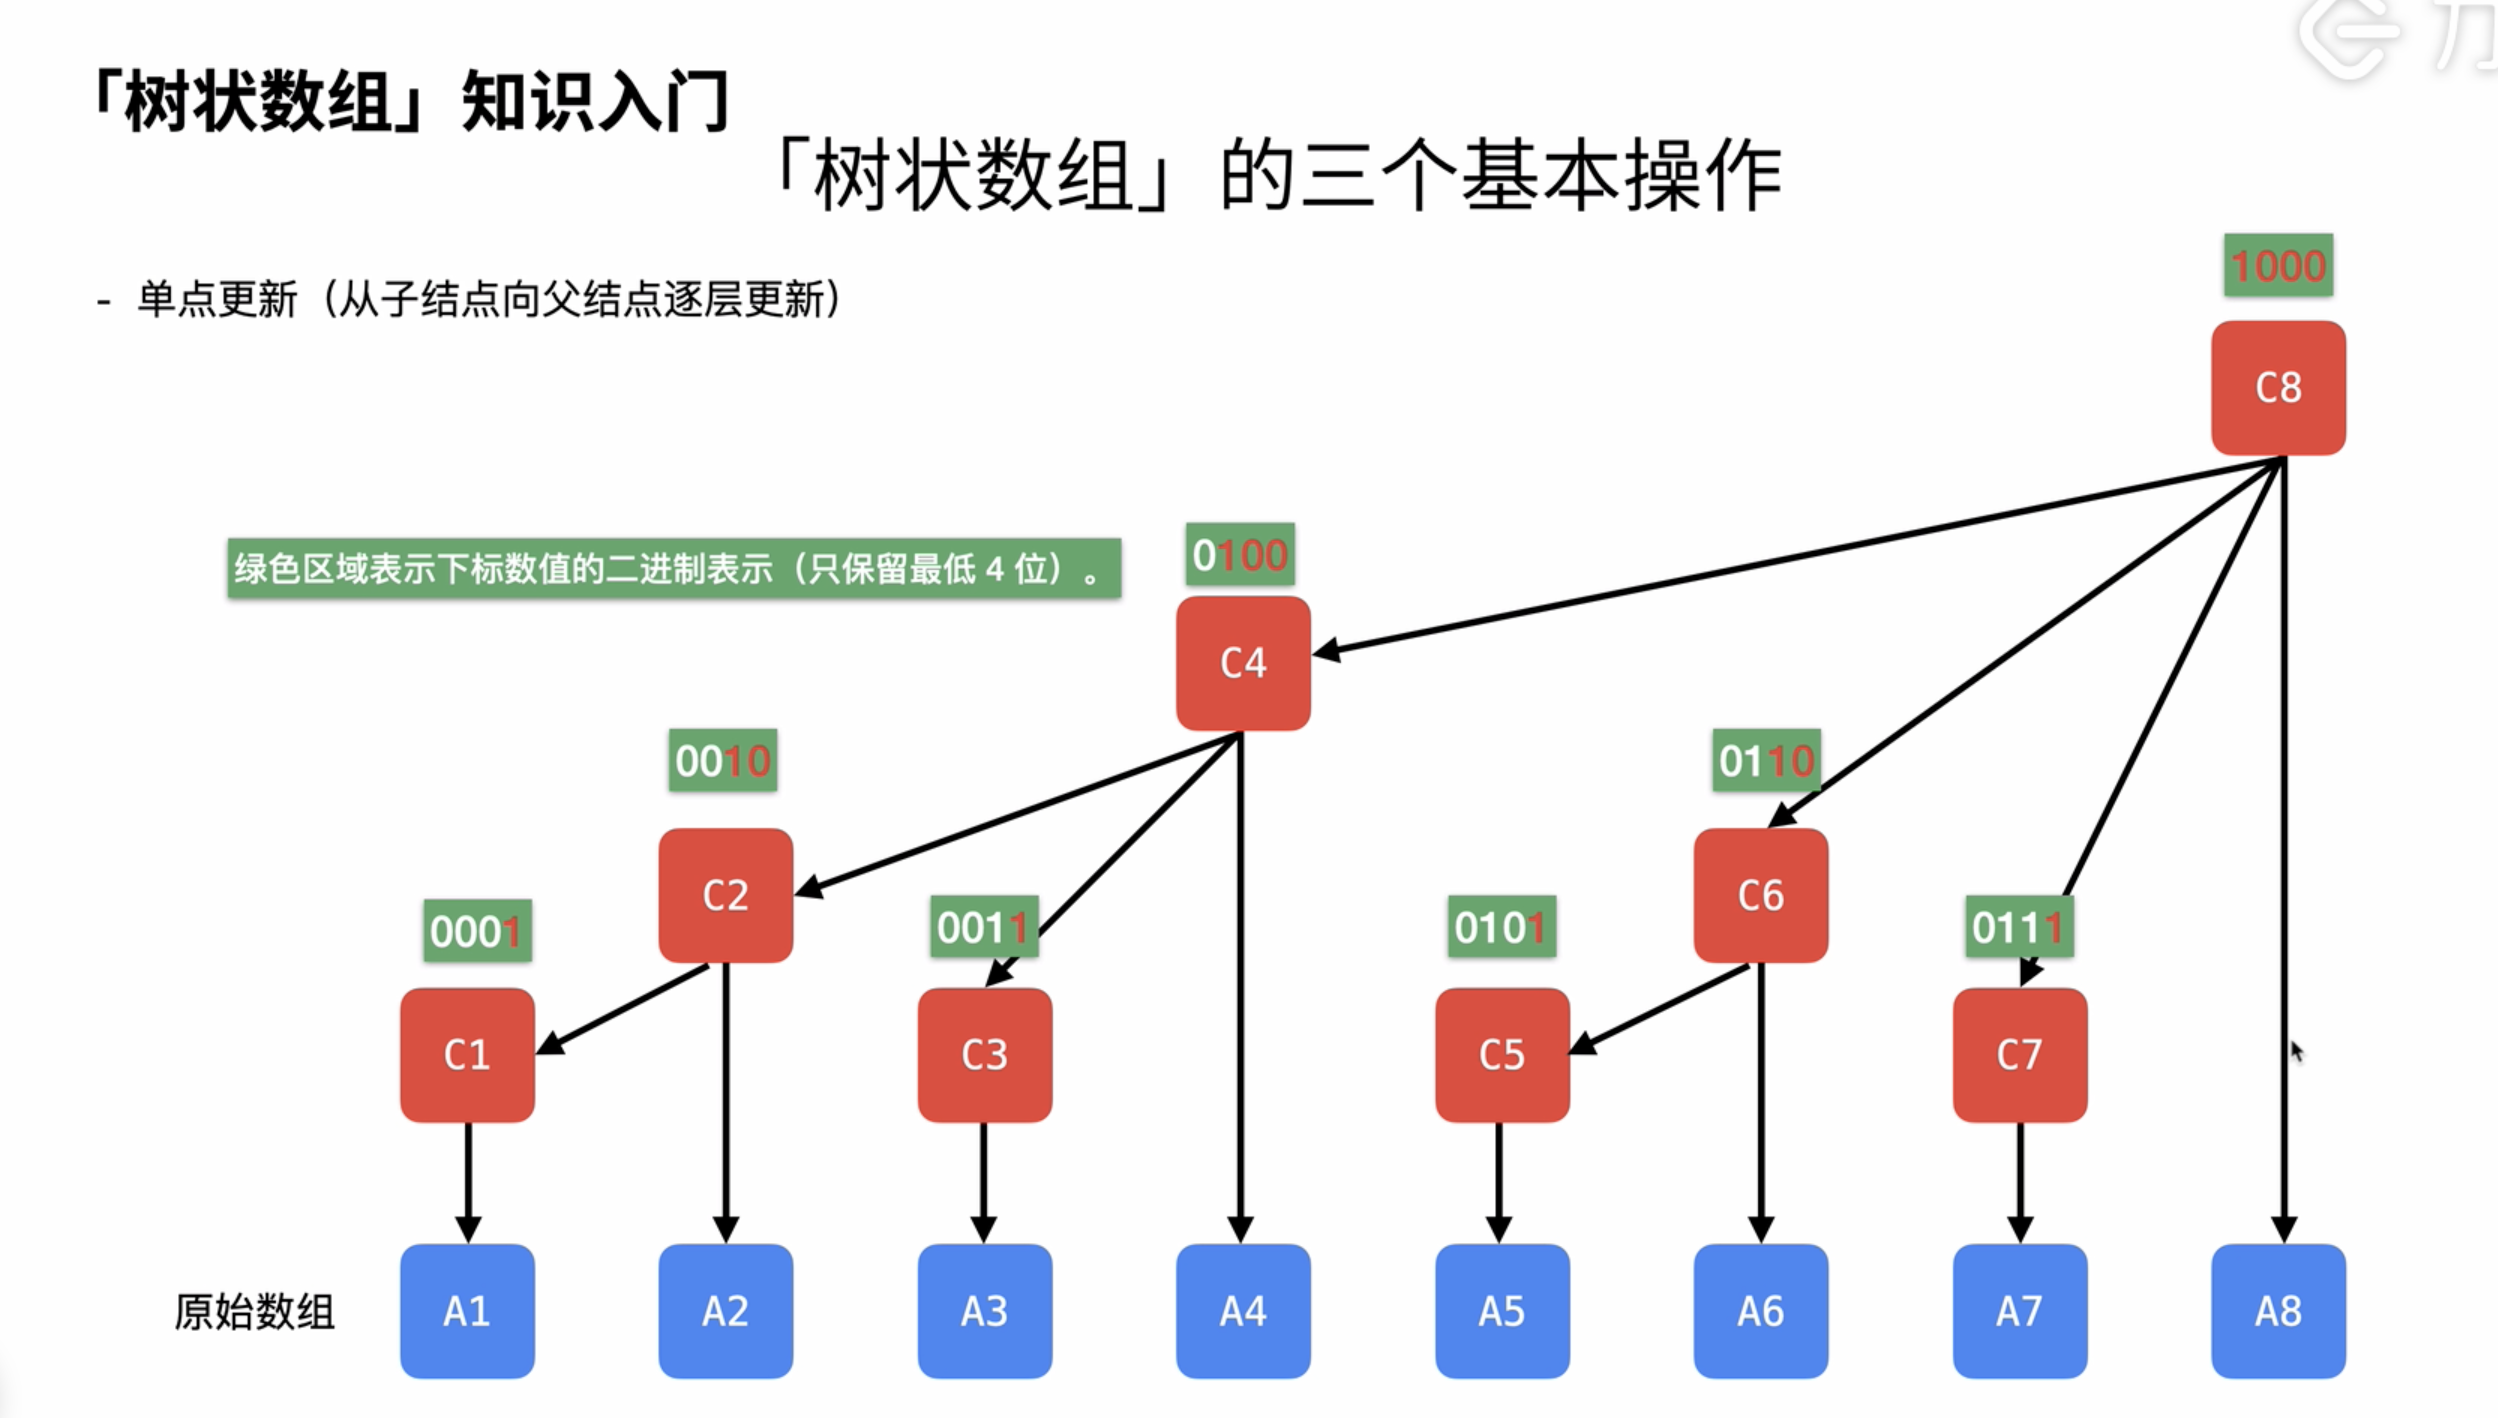 「树状数组」知识入门
「树状数组」的三个基本操作
- 单点更新（从子结点向父结点逐层更新）
1000
C8
绿色区域表示下标数值的二进制表示（只保留最低 4 位）。
0100
C4
0010
0110
C2
C6
0001
0011
0101
0111
C1 C3 C5 C7
原始数组 A1 A2 A3 A4 A5 A6 A7 A8